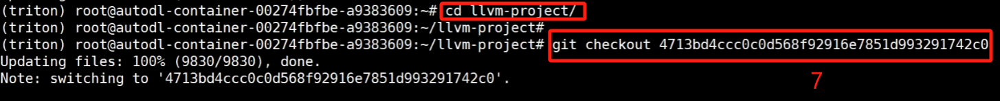 (triton) root@autodl-container-00274fbfbe-a9383609:~# cd llvm-project/
(triton) root@autodl-container-00274fbfbe-a9383609:~/llvm-project#
(triton) root@autodl-container-00274fbfbe-a9383609:~/llvm-project# git checkout 4713bd4ccc0c0d568f92916e7851d993291742c0
Updating files: 100% (9830/9830), done.
Note: switching to '4713bd4ccc0c0d568f92916e7851d993291742c0'.
7